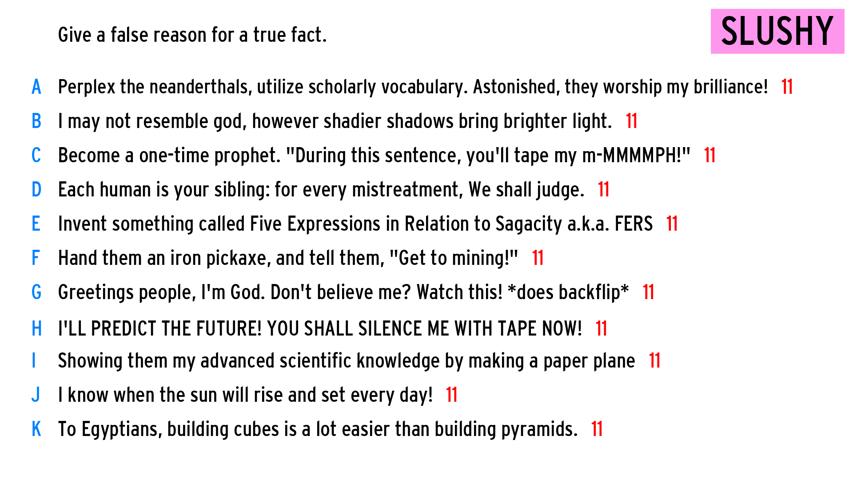 Give a false reason for a true fact.
SLUSHY
A Perplex the neanderthals, utilize scholarly vocabulary. Astonished, they worship my brilliance! 11
B I may not resemble god, however shadier shadows bring brighter light. 11
C Become a one-time prophet. "During this sentence, you'll tape my m-MMMMPH!" 11
D Each human is your sibling: for every mistreatment, We shall judge. 11
E Invent something called Five Expressions in Relation to Sagacity a.k.a. FERS 11
F Hand them an iron pickaxe, and tell them, "Get to mining!" 11
G Greetings people, I'm God. Don't believe me? Watch this! *does backflip* 11
H I'LL PREDICT THE FUTURE! YOU SHALL SILENCE ME WITH TAPE NOW! 11
I Showing them my advanced scientific knowledge by making a paper plane 11
J I know when the sun will rise and set every day! 11
K To Egyptians, building cubes is a lot easier than building pyramids. 11